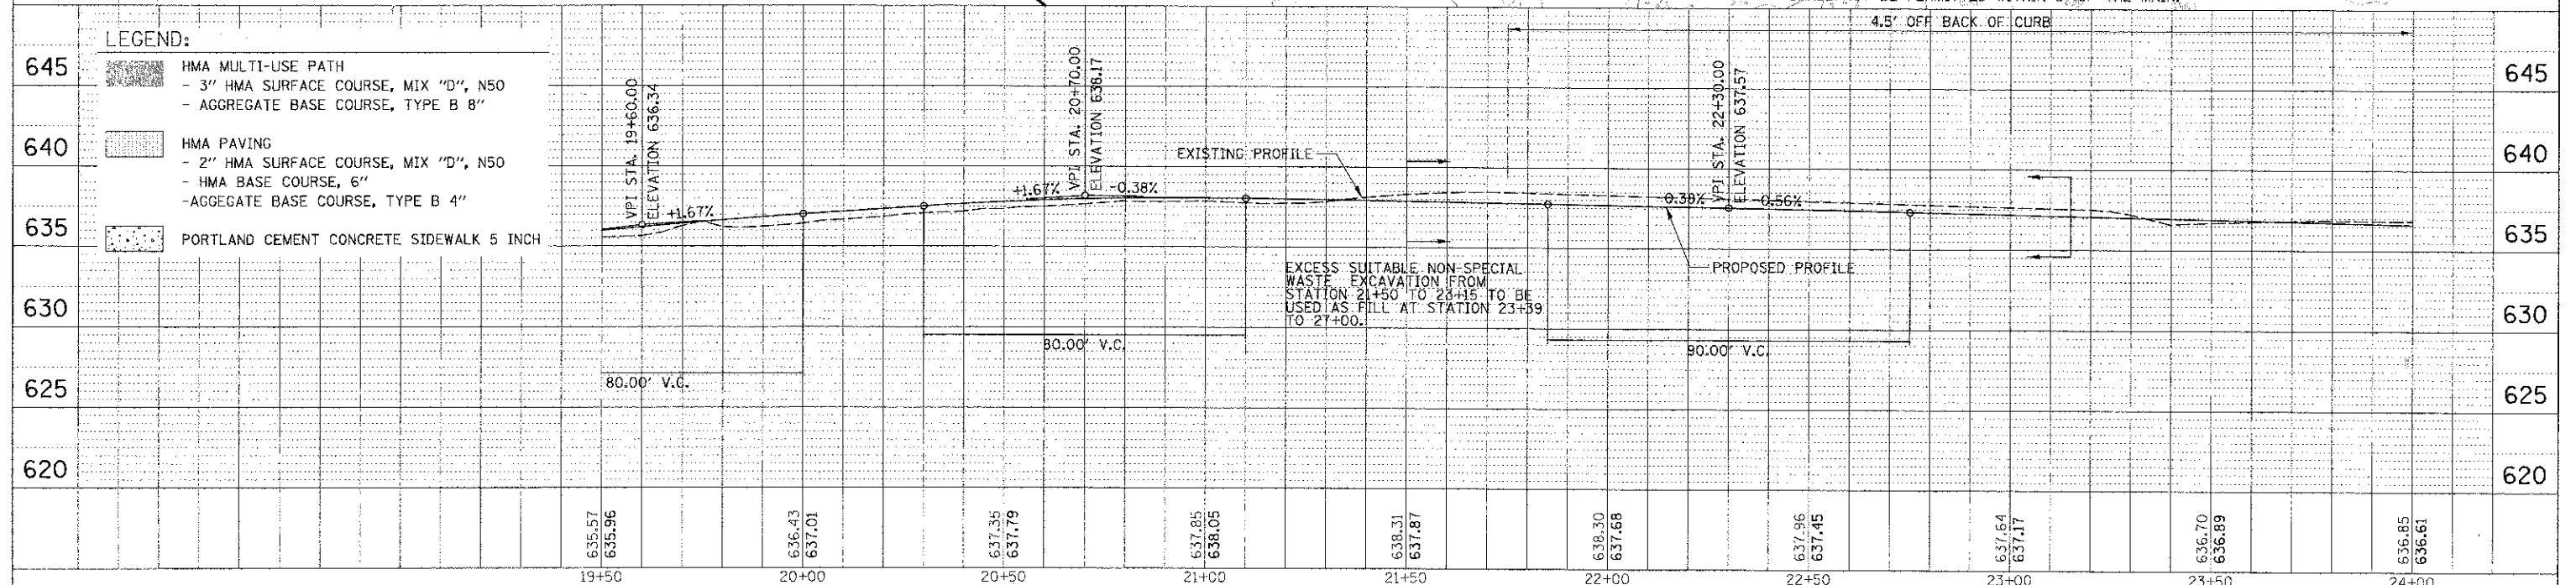 4.5' OFF BACK OF CURB
LEGEND:
HMA MULTI-USE PATH
- 3" HMA SURFACE COURSE, MIX "D", N50
- AGGREGATE BASE COURSE, TYPE B 8"
HMA PAVING
- 2" HMA SURFACE COURSE, MIX "D", N50
- HMA BASE COURSE, 6"
-AGGEGATE BASE COURSE, TYPE B 4"
PORTLAND CEMENT CONCRETE SIDEWALK 5 INCH
645
640
635
630
625
620
VPI STA. 19+60.00
ELEVATION 636.34
+1.67%
+1.67%
VPI STA. 20+70.00
ELEVATION 638.17
-0.38%
EXISTING PROFILE
VPI STA. 22+30.00
ELEVATION 637.57
0.38%
-0.56%
PROPOSED PROFILE
EXCESS SUITABLE NON-SPECIAL
WASTE EXCAVATION FROM
STATION 21+50 TO 23+15 TO BE
USED AS FILL AT STATION 23+39
TO 27+00.
80.00' V.C.
80.00' V.C.
90.00' V.C.
645
640
635
630
625
620
635.57
635.96
636.43
637.01
637.35
637.79
637.85
638.05
638.31
637.87
638.30
637.68
637.96
637.45
637.64
637.17
636.70
636.89
636.85
636.61
19+50
20+00
20+50
21+00
21+50
22+00
22+50
23+00
23+50
24+00